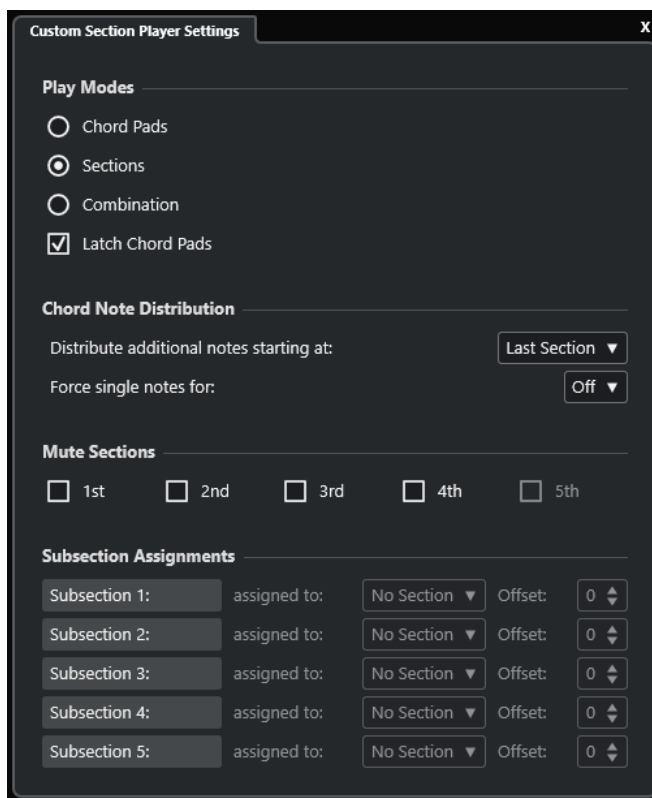 Custom Section Player Settings X
Play Modes
Chord Pads
Sections
Combination
Latch Chord Pads
Chord Note Distribution
Distribute additional notes starting at: Last Section ▼
Force single notes for: Off ▼
Mute Sections
1st 2nd 3rd 4th 5th
Subsection Assignments
Subsection 1: assigned to: No Section ▼ Offset: 0
Subsection 2: assigned to: No Section ▼ Offset: 0
Subsection 3: assigned to: No Section ▼ Offset: 0
Subsection 4: assigned to: No Section ▼ Offset: 0
Subsection 5: assigned to: No Section ▼ Offset: 0